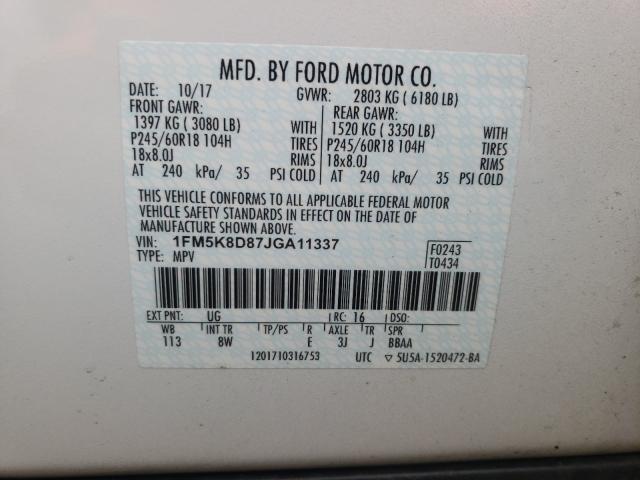 MFD. BY FORD MOTOR CO.
DATE: 10/17 GVWR: 2803 KG ( 6180 LB)
FRONT GAWR: REAR GAWR:
1397 KG ( 3080 LB) WITH 1520 KG ( 3350 LB) WITH
P245/60R18 104H TIRES P245/60R18 104H TIRES
18x8.0J RIMS 18x8.0J RIMS
AT 240 kPa/ 35 PSI COLD AT 240 kPa/ 35 PSI COLD
THIS VEHICLE CONFORMS TO ALL APPLICABLE FEDERAL MOTOR
VEHICLE SAFETY STANDARDS IN EFFECT ON THE DATE OF
MANUFACTURE SHOWN ABOVE.
VIN: 1FM5K8D87JGA11337 F0243
TYPE: MPV T0434
EXT PNT: UG RC: 16 DSO:
WB INT TR TP/PS R AXLE TR SPR
113 8W E 3J J BBAA
1201710316753 UTC ▽ 5U5A-1520472-BA